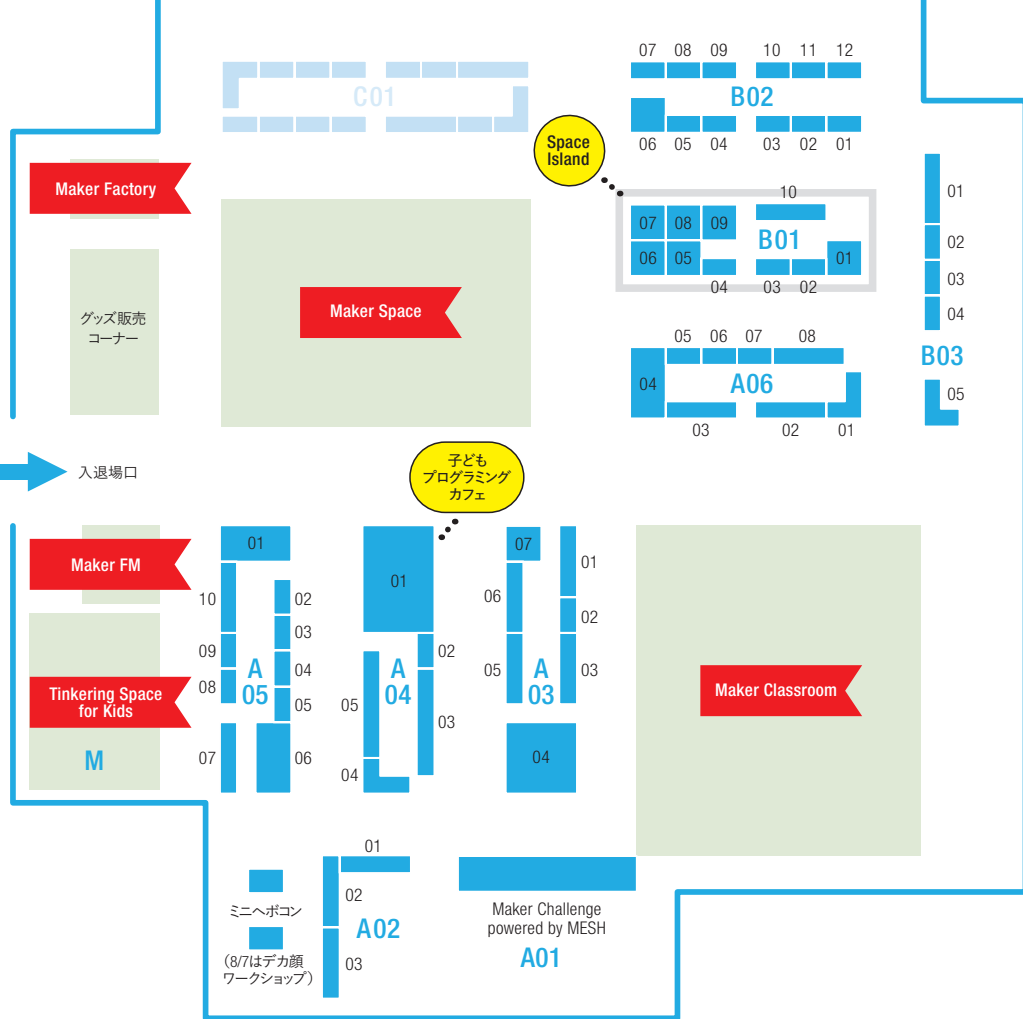 07 08 09 10 11 12
C01
B02
Space
Island
06 05 04 03 02 01
Maker Factory
10
01
07 08 09
B01
02
06 05 01
03
04 03 02
Maker Space
グッズ販売
コーナー
04
05 06 07 08
B03
04
A06
05
03 02 01
入退場口
子ども
プログラミング
カフェ
01
07
Maker FM
01
01
10
02
06
02
03
09
02
04
08
A
05
05
A
04
05
A
03
03
Tinkering Space
for Kids
05
03
Maker Classroom
M
07
06
04
04
01
ミニヘボコン
02
A02
Maker Challenge
powered by MESH
A01
(8/7はデカ顔
ワークショップ)
03